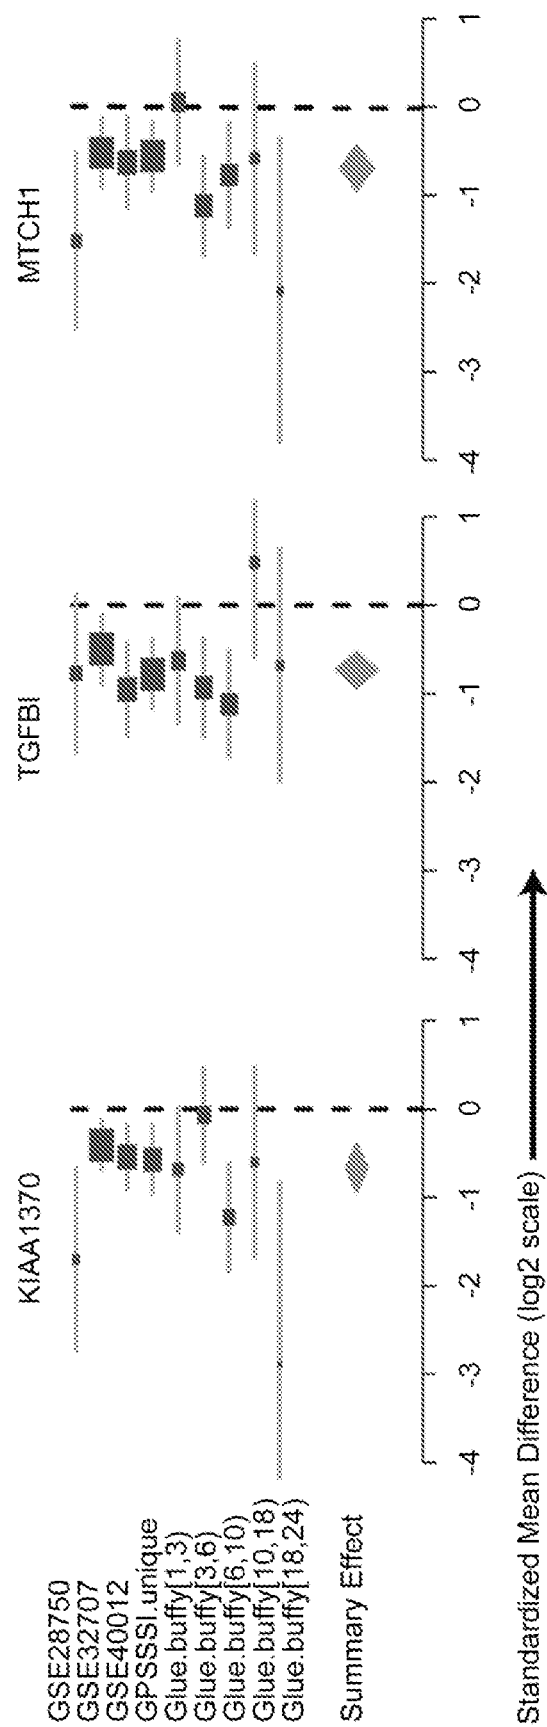 KIAA1370
TGFBI
MTCH1
GSE28750
GSE32707
GSE40012
GPSSSI.unique
Glue.buffy[1,3)
Glue.buffy[3,6)
Glue.buffy[6,10)
Glue.buffy[10,18)
Glue.buffy[18,24)
Summary Effect
-4 -3 -2 -1 0 1
-4 -3 -2 -1 0 1
-4 -3 -2 -1 0 1
Standardized Mean Difference (log2 scale)